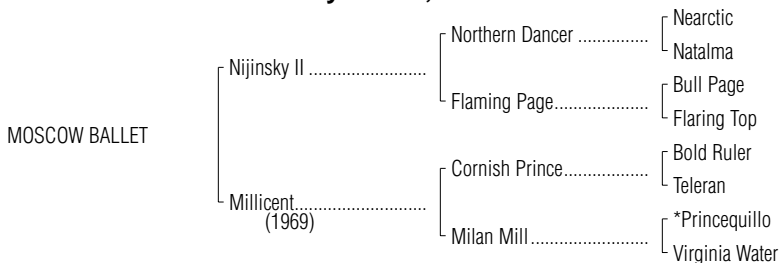 Nearctic
Northern Dancer ...............
Natalma
Nijinsky II .........................
Bull Page
Flaming Page....................
Flaring Top
MOSCOW BALLET
Bold Ruler
Cornish Prince..................
Teleran
Millicent............................
(1969)
*Princequillo
Milan Mill .........................
Virginia Water